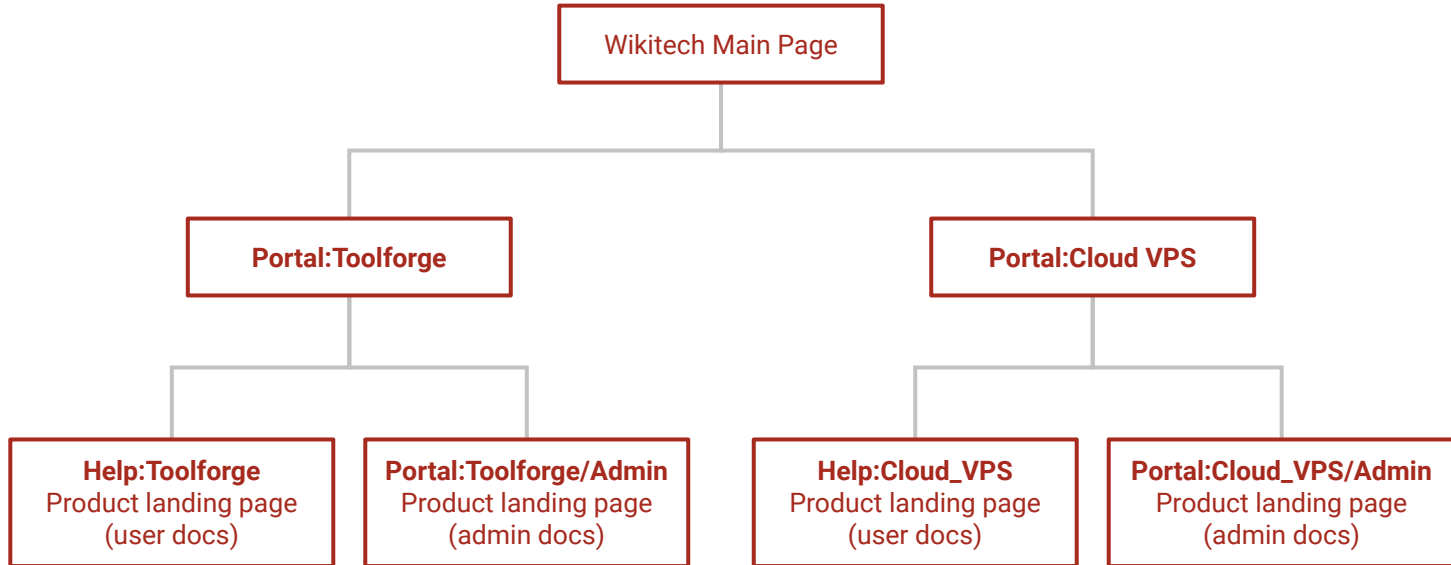 Wikitech Main Page
Portal:Toolforge
Portal:Cloud VPS
Help:Toolforge
Product landing page
(user docs)
Portal:Toolforge/Admin
Product landing page
(admin docs)
Help:Cloud_VPS
Product landing page
(user docs)
Portal:Cloud_VPS/Admin
Product landing page
(admin docs)